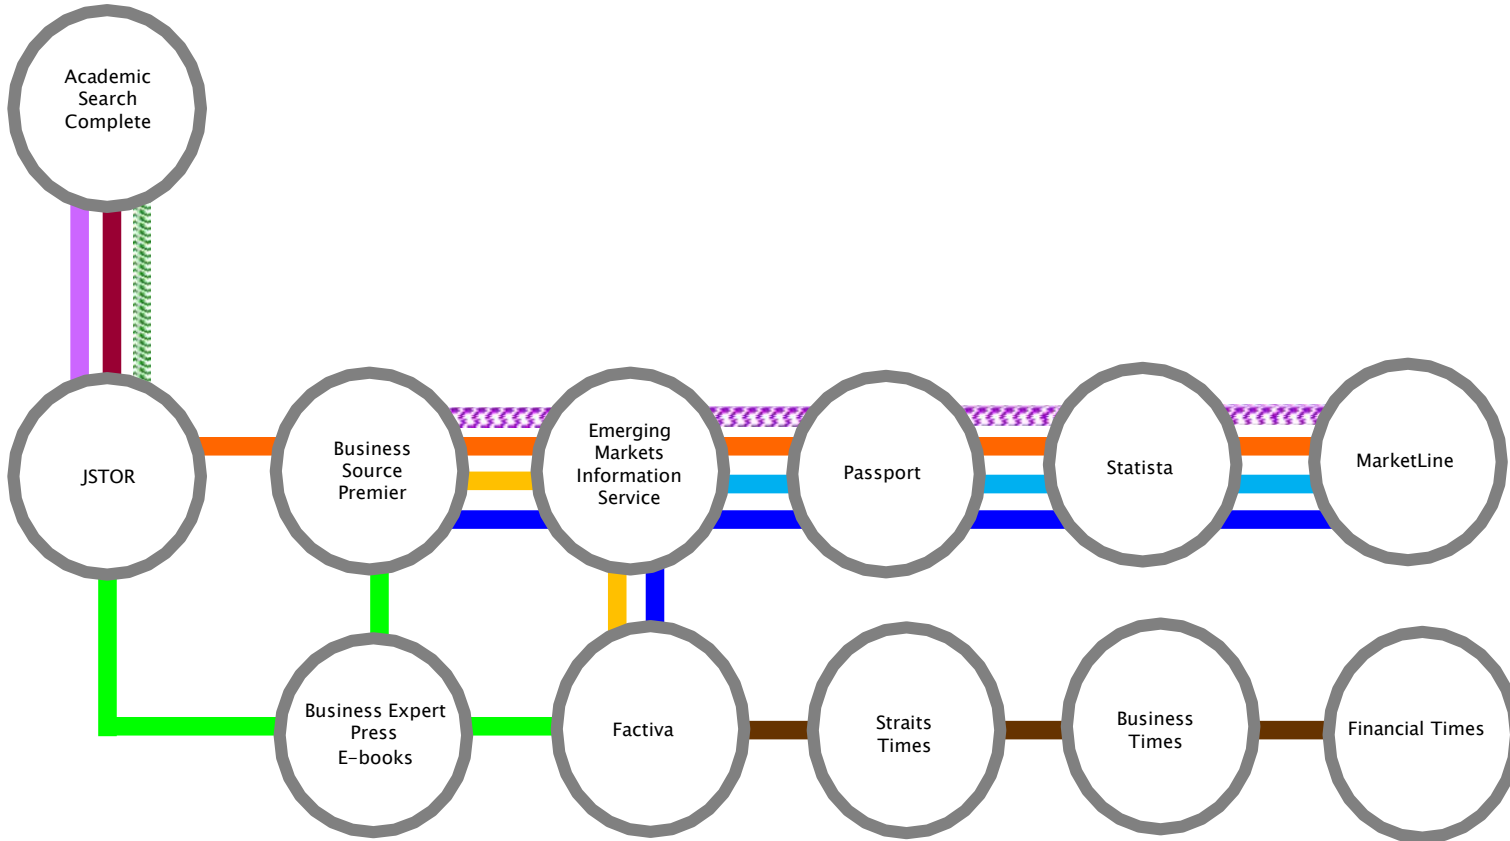 Academic
Search
Complete
JSTOR
Business
Source
Premier
Emerging
Markets
Information
Service
Passport
Statista
MarketLine
Business Expert
Press
E-books
Factiva
Straits
Times
Business
Times
Financial Times